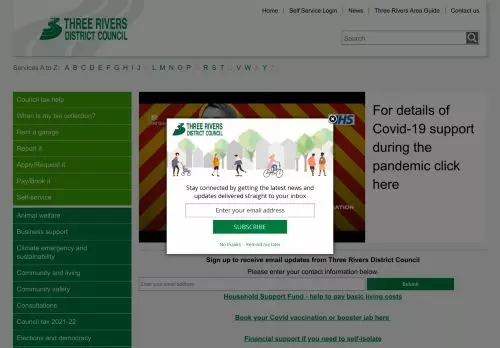 THREE RIVERS
DISTRICT COUNCIL
Home | Self Service Login | News | Three Rivers Area Guide | Contact us
Search
Services A to Z: A B C D E F G H I J K L M N O P Q R S T U V W X Y Z
Council tax help
When is my bin collection?
Rent a garage
Report it
Apply/Request it
Pay/Book it
Self-service
Animal welfare
Business support
Climate emergency and
sustainability
Community and living
Community safety
Consultations
Council tax 2021-22
Elections and democracy
NHS
For details of
Covid-19 support
during the
pandemic click
here
THREE RIVERS
DISTRICT COUNCIL
Stay connected by getting the latest news and
updates delivered straight to your inbox
Enter your email address
SUBSCRIBE
No thanks Remind me later
Sign up to receive email updates from Three Rivers District Council
Please enter your contact information below.
Enter your email address
Submit
Household Support Fund - help to pay basic living costs
Book your Covid vaccination or booster jab here
Financial support if you need to self-isolate